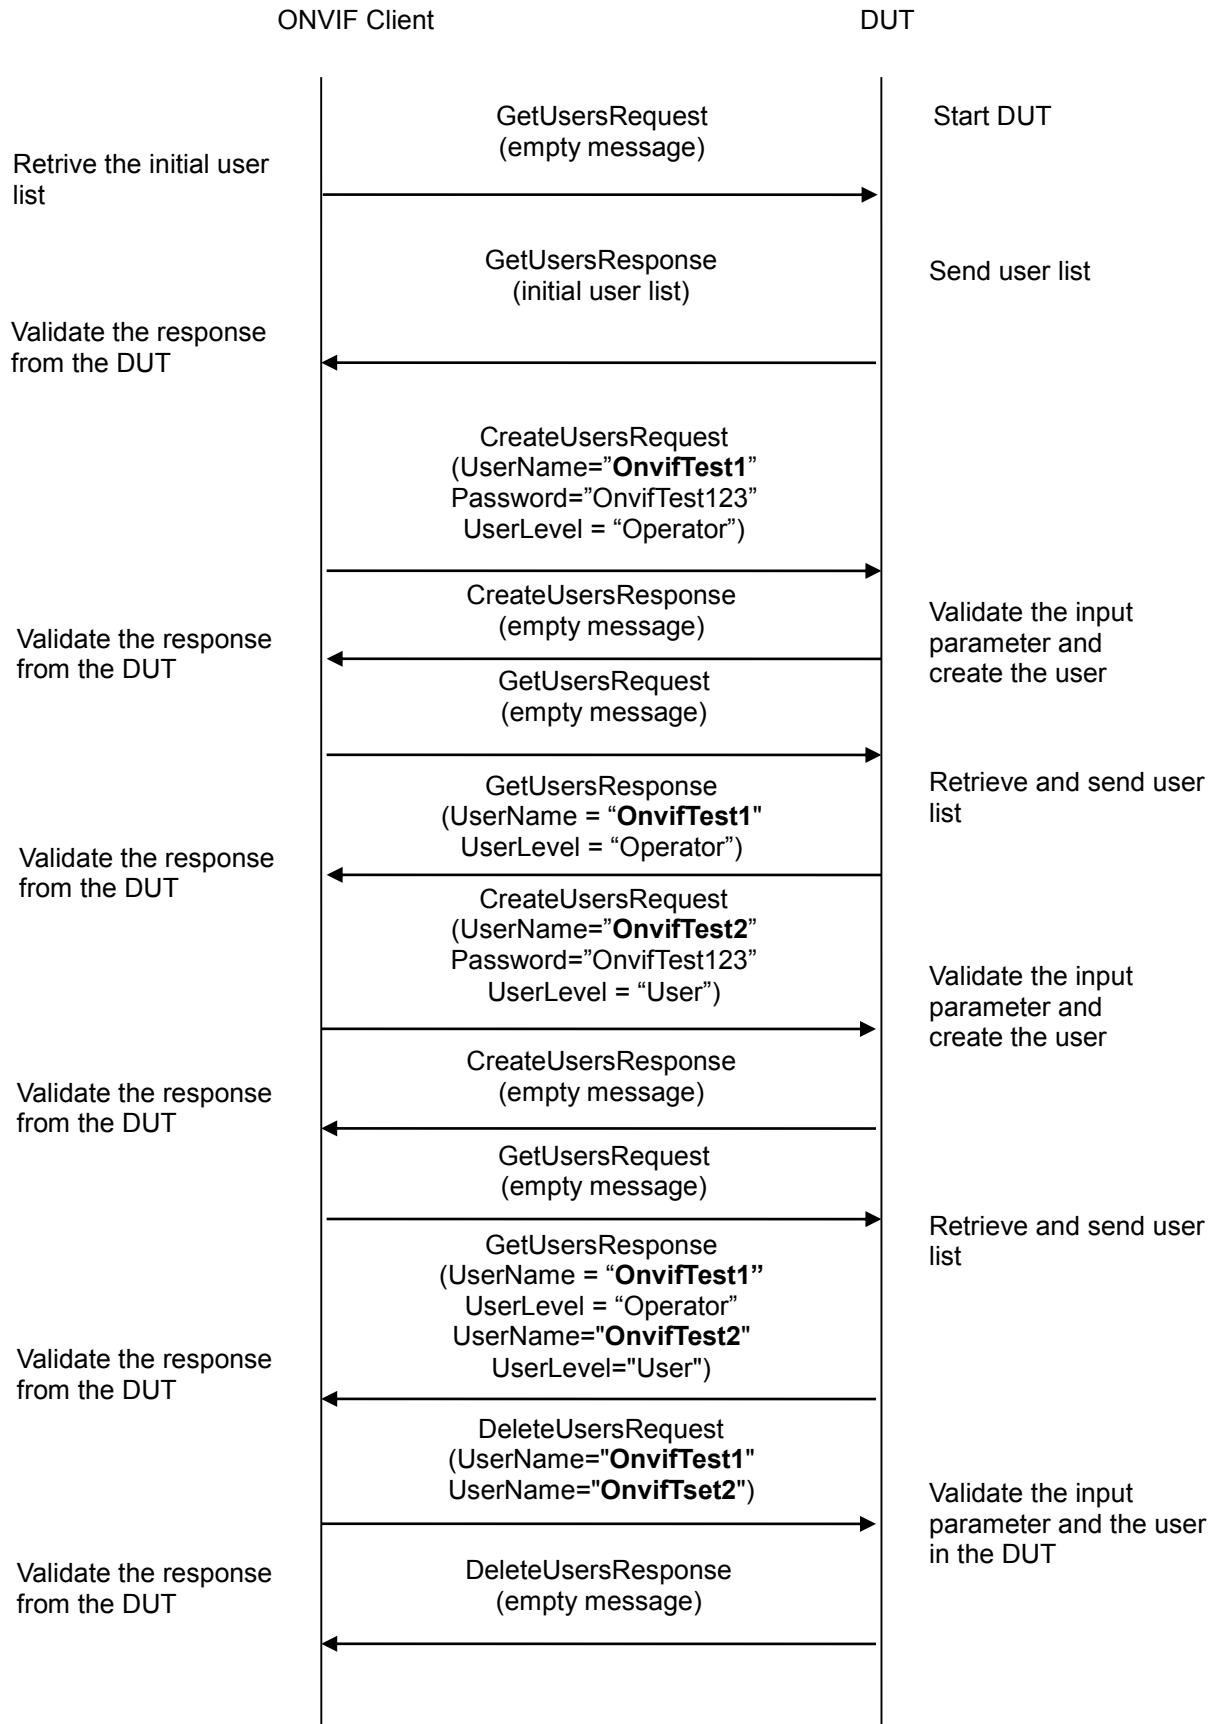 ONVIF Client
DUT
GetUsersRequest
(empty message)
Start DUT
Retrive the initial user
list
GetUsersResponse
(initial user list)
Send user list
Validate the response
from the DUT
CreateUsersRequest
(UserName=”OnvifTest1”
Password=”OnvifTest123”
UserLevel = “Operator”)
CreateUsersResponse
(empty message)
Validate the input
parameter and
create the user
Validate the response
from the DUT
GetUsersRequest
(empty message)
Retrieve and send user
list
GetUsersResponse
(UserName = “OnvifTest1"
UserLevel = “Operator”)
Validate the response
from the DUT
CreateUsersRequest
(UserName=”OnvifTest2”
Password=”OnvifTest123”
UserLevel = “User”)
Validate the input
parameter and
create the user
CreateUsersResponse
(empty message)
Validate the response
from the DUT
GetUsersRequest
(empty message)
Retrieve and send user
list
GetUsersResponse
(UserName = “OnvifTest1”
UserLevel = “Operator”
UserName="OnvifTest2"
UserLevel="User")
Validate the response
from the DUT
DeleteUsersRequest
(UserName="OnvifTest1"
UserName="OnvifTset2")
Validate the input
parameter and the user
in the DUT
DeleteUsersResponse
(empty message)
Validate the response
from the DUT